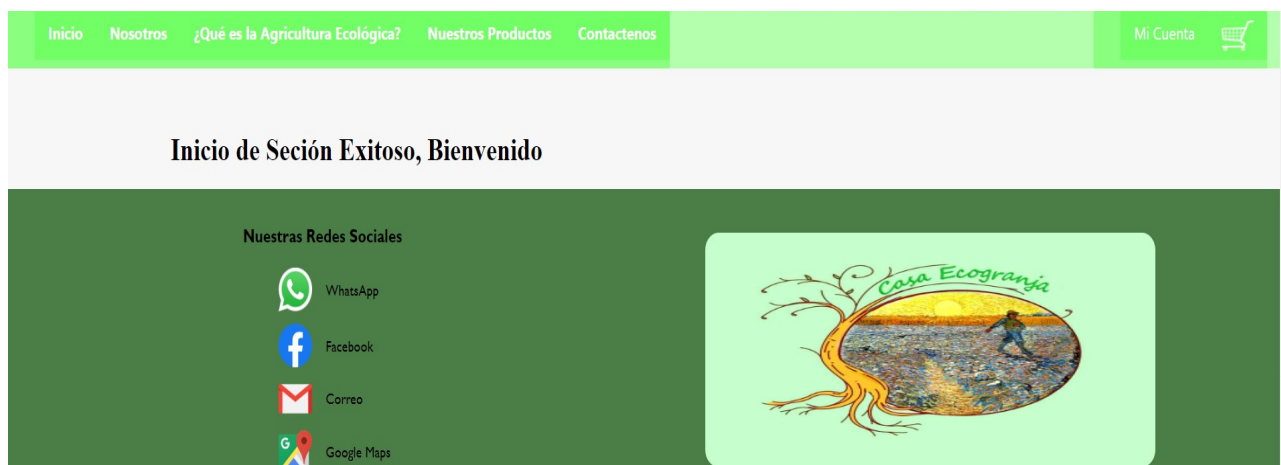 Inicio Nosotros ¿Qué es la Agricultura Ecológica? Nuestros Productos Contactenos Mi Cuenta
Inicio de Seción Exitoso, Bienvenido
Nuestras Redes Sociales
WhatsApp
Facebook
Correo
Google Maps
Casa Ecogranja